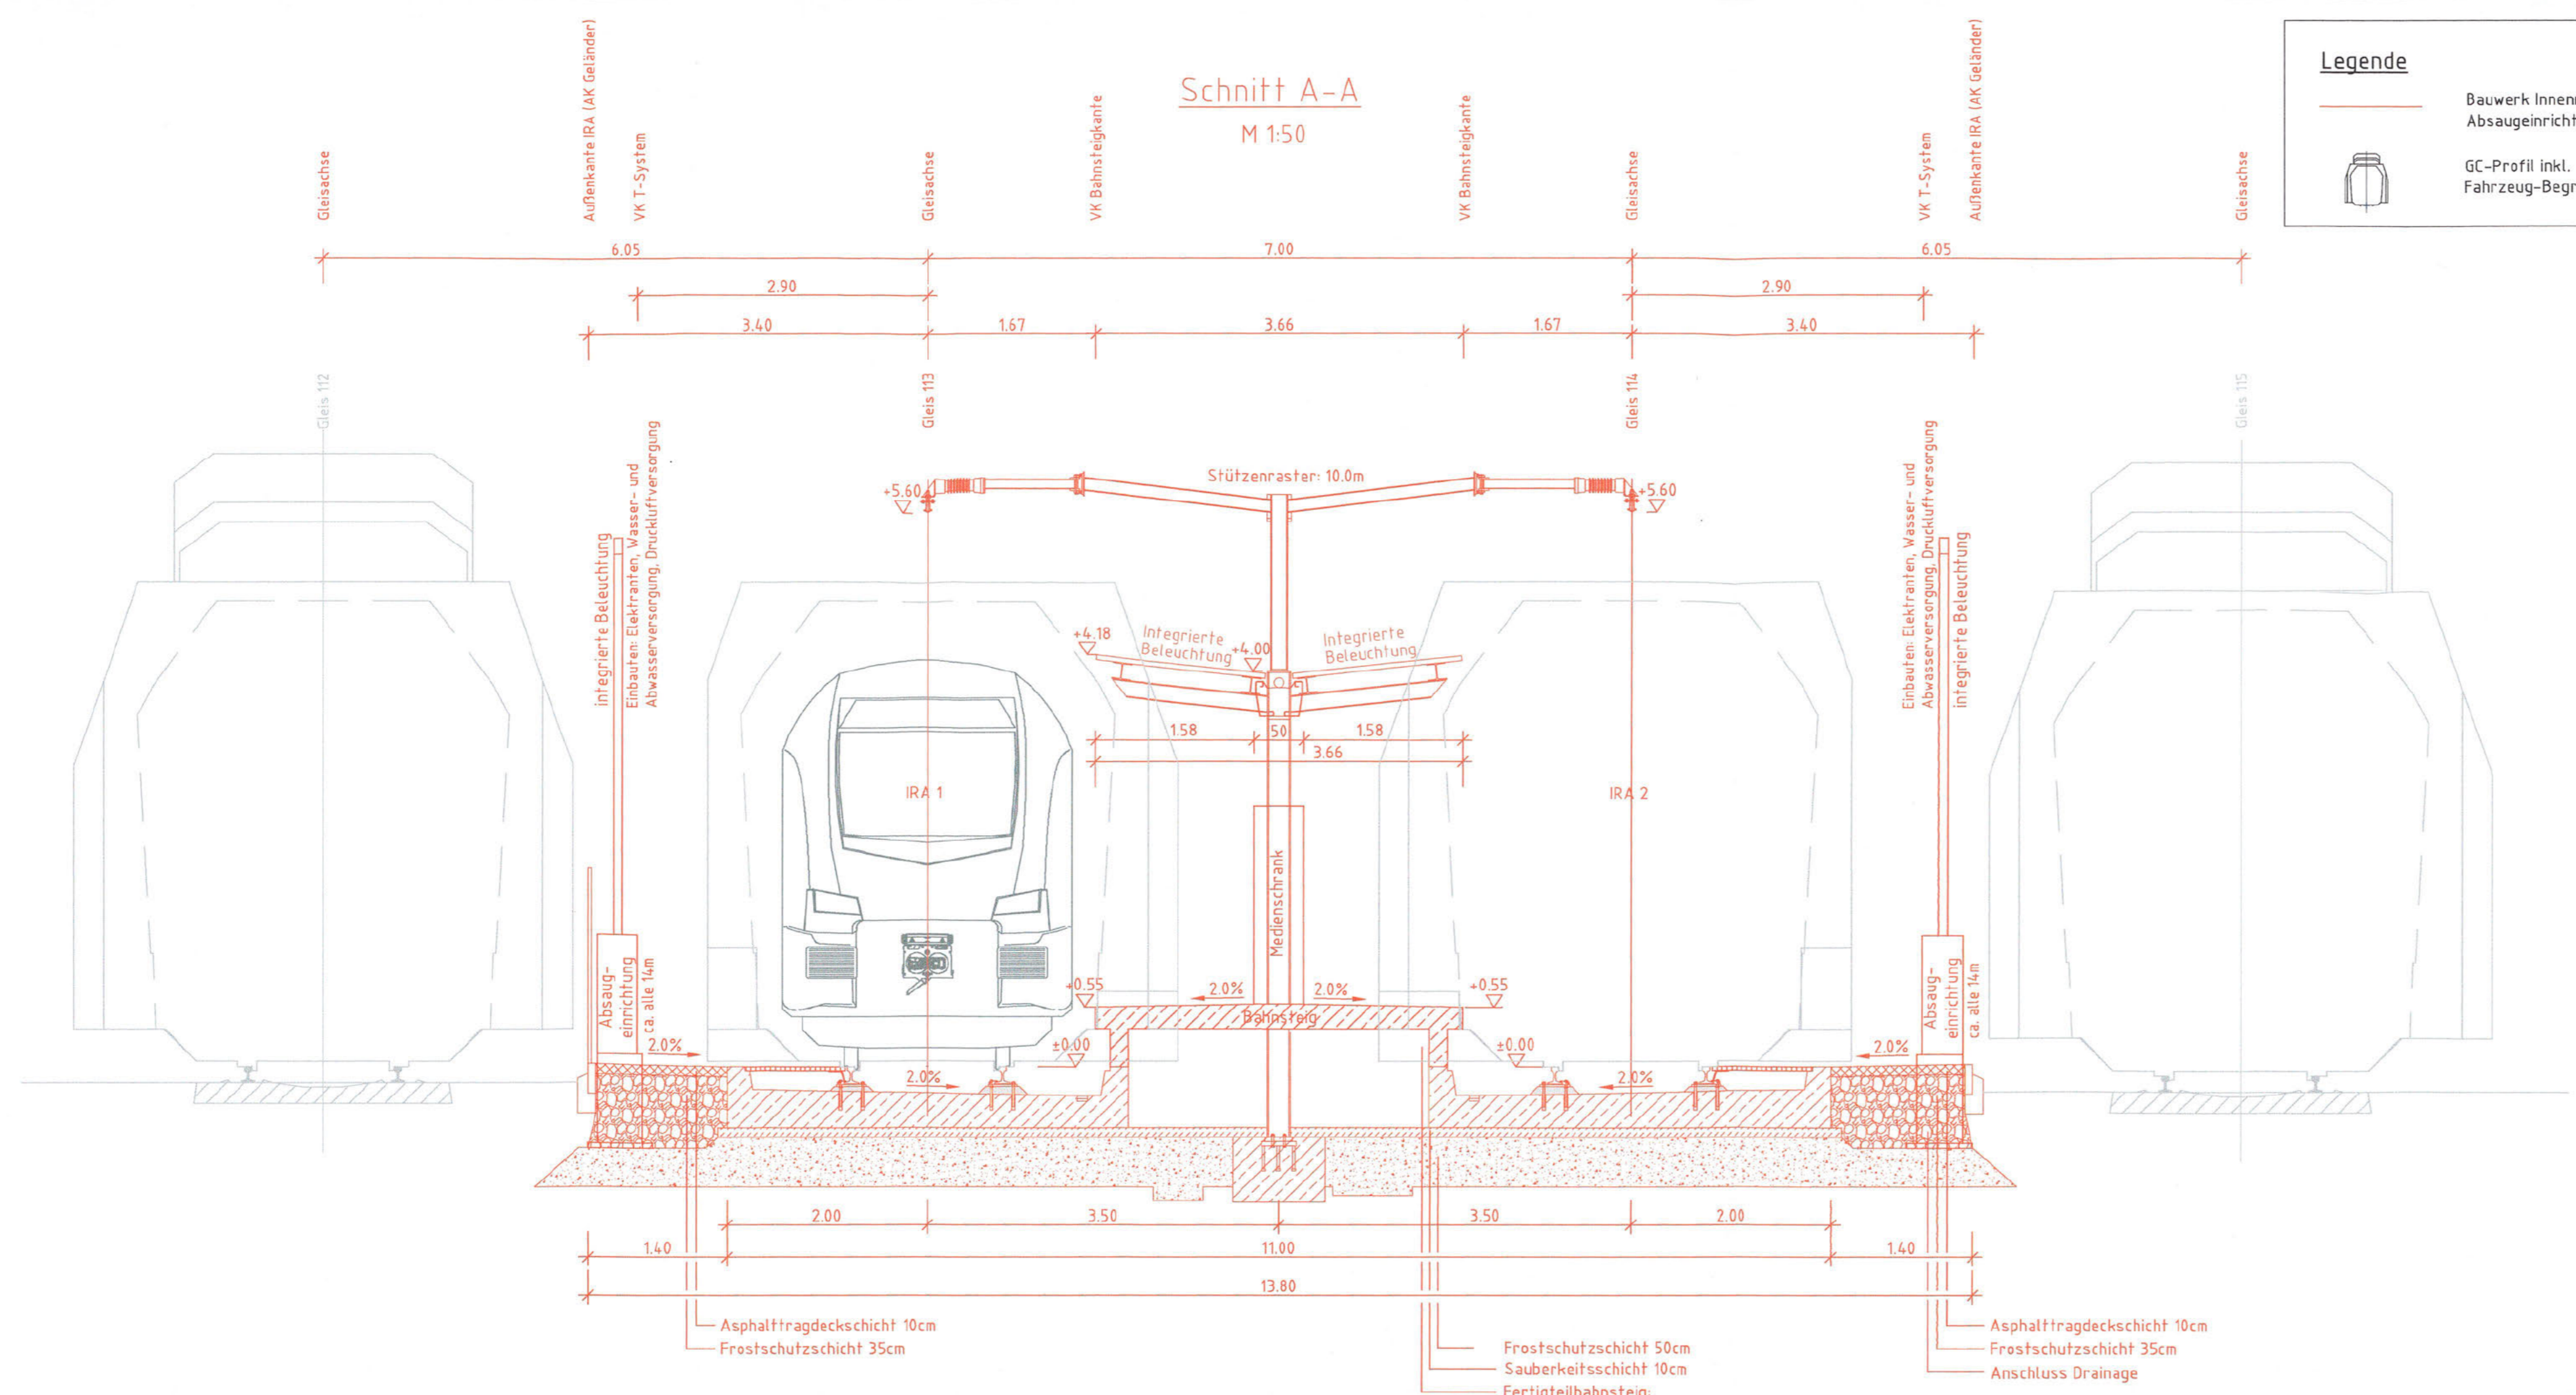 Schnitt A-A
M 1:50
Legende
Bauwerk
GC-Profil inkl.
Gleisachse
Außenkante IRA (AK Geländer)
VK T-System
Gleisachse
VK Bahnsteigkante
VK Bahnsteigkante
Gleisachse
VK T-System
Außenkante IRA (AK Geländer)
Gleisachse
6.05
7.00
6.05
2.90
2.90
3.40
1.67
3.66
1.67
3.40
Gleis 112
Gleis 113
Gleis 114
Gleis 115
integrierte Beleuchtung
Einbauten: Elektranten, Wasser- und
Abwasserversorgung, Druckluftversorgung
Stützenraster: 10.0m
+5.60
+5.60
Einbauten: Elektranten, Wasser- und
Abwasserversorgung, Druckluftversorgung
integrierte Beleuchtung
+4.18
Integrierte
Beleuchtung
+4.00
Integrierte
Beleuchtung
1.58
50
1.58
3.66
IRA 1
IRA 2
Medienschrank
Absaug-
einrichtung
ca. alle 14m
Absaug-
einrichtung
ca. alle 14m
+0.55
2.0%
2.0%
+0.55
Bahnsteig
2.0%
±0.00
±0.00
2.0%
2.0%
2.0%
2.00
3.50
3.50
2.00
1.40
11.00
1.40
13.80
Asphalttragdeckschicht 10cm
Frostschutzschicht 35cm
Frostschutzschicht 50cm
Sauberkeitsschicht 10cm
Fertigteilbahnsteig:
Asphalttragdeckschicht 10cm
Frostschutzschicht 35cm
Anschluss Drainage